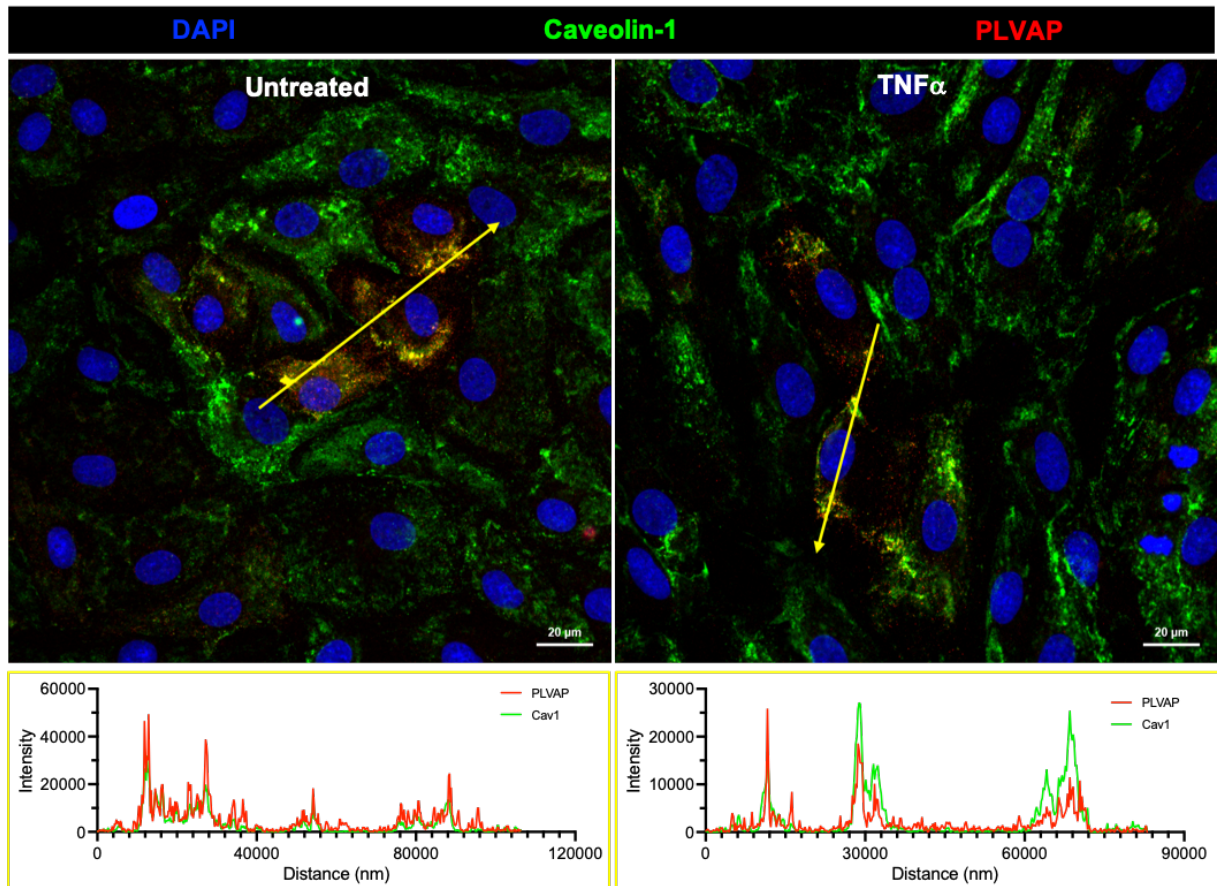 DAPI Caveolin-1 PLVAP
Untreated TNFα
20 µm 20 µm
60000
40000
20000
0
Intensity
PLVAP
Cav1
0 40000 80000 120000
Distance (nm)
30000
20000
10000
0
Intensity
PLVAP
Cav1
0 30000 60000 90000
Distance (nm)